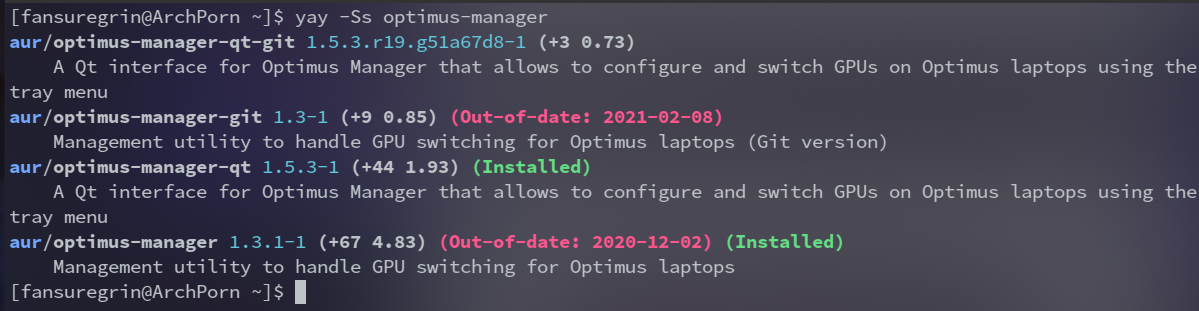 [fansuregrin@ArchPorn ~]$ yay -Ss optimus-manager
aur/optimus-manager-qt-git 1.5.3.r19.g51a67d8-1 (+3 0.73)
    A Qt interface for Optimus Manager that allows to configure and switch GPUs on Optimus laptops using the
tray menu
aur/optimus-manager-git 1.3-1 (+9 0.85) (Out-of-date: 2021-02-08)
    Management utility to handle GPU switching for Optimus laptops (Git version)
aur/optimus-manager-qt 1.5.3-1 (+44 1.93) (Installed)
    A Qt interface for Optimus Manager that allows to configure and switch GPUs on Optimus laptops using the
tray menu
aur/optimus-manager 1.3.1-1 (+67 4.83) (Out-of-date: 2020-12-02) (Installed)
    Management utility to handle GPU switching for Optimus laptops
[fansuregrin@ArchPorn ~]$